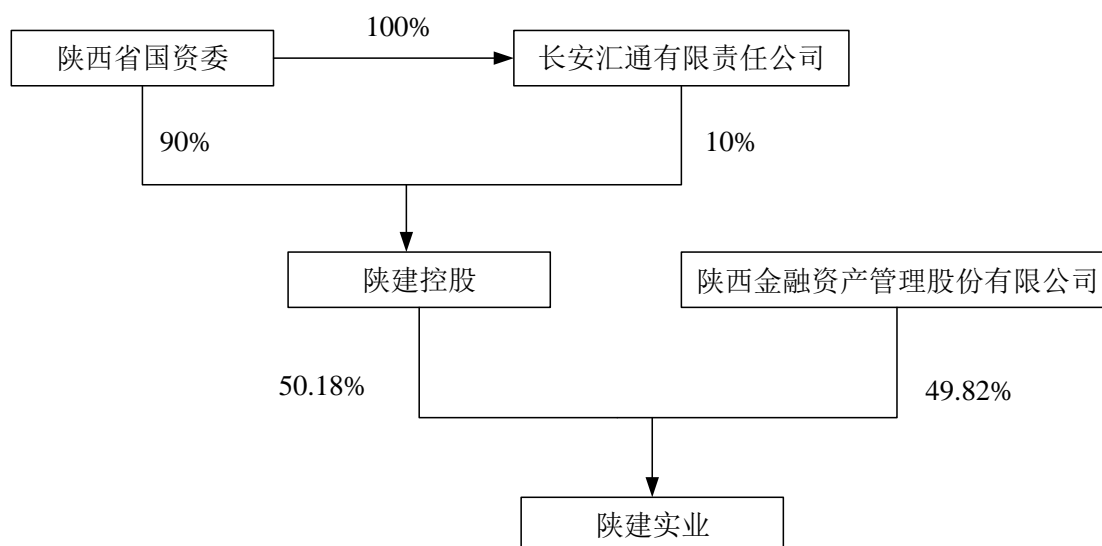 100%
陕西省国资委
长安汇通有限责任公司
90%
10%
陕建控股
陕西金融资产管理股份有限公司
50.18%
49.82%
陕建实业